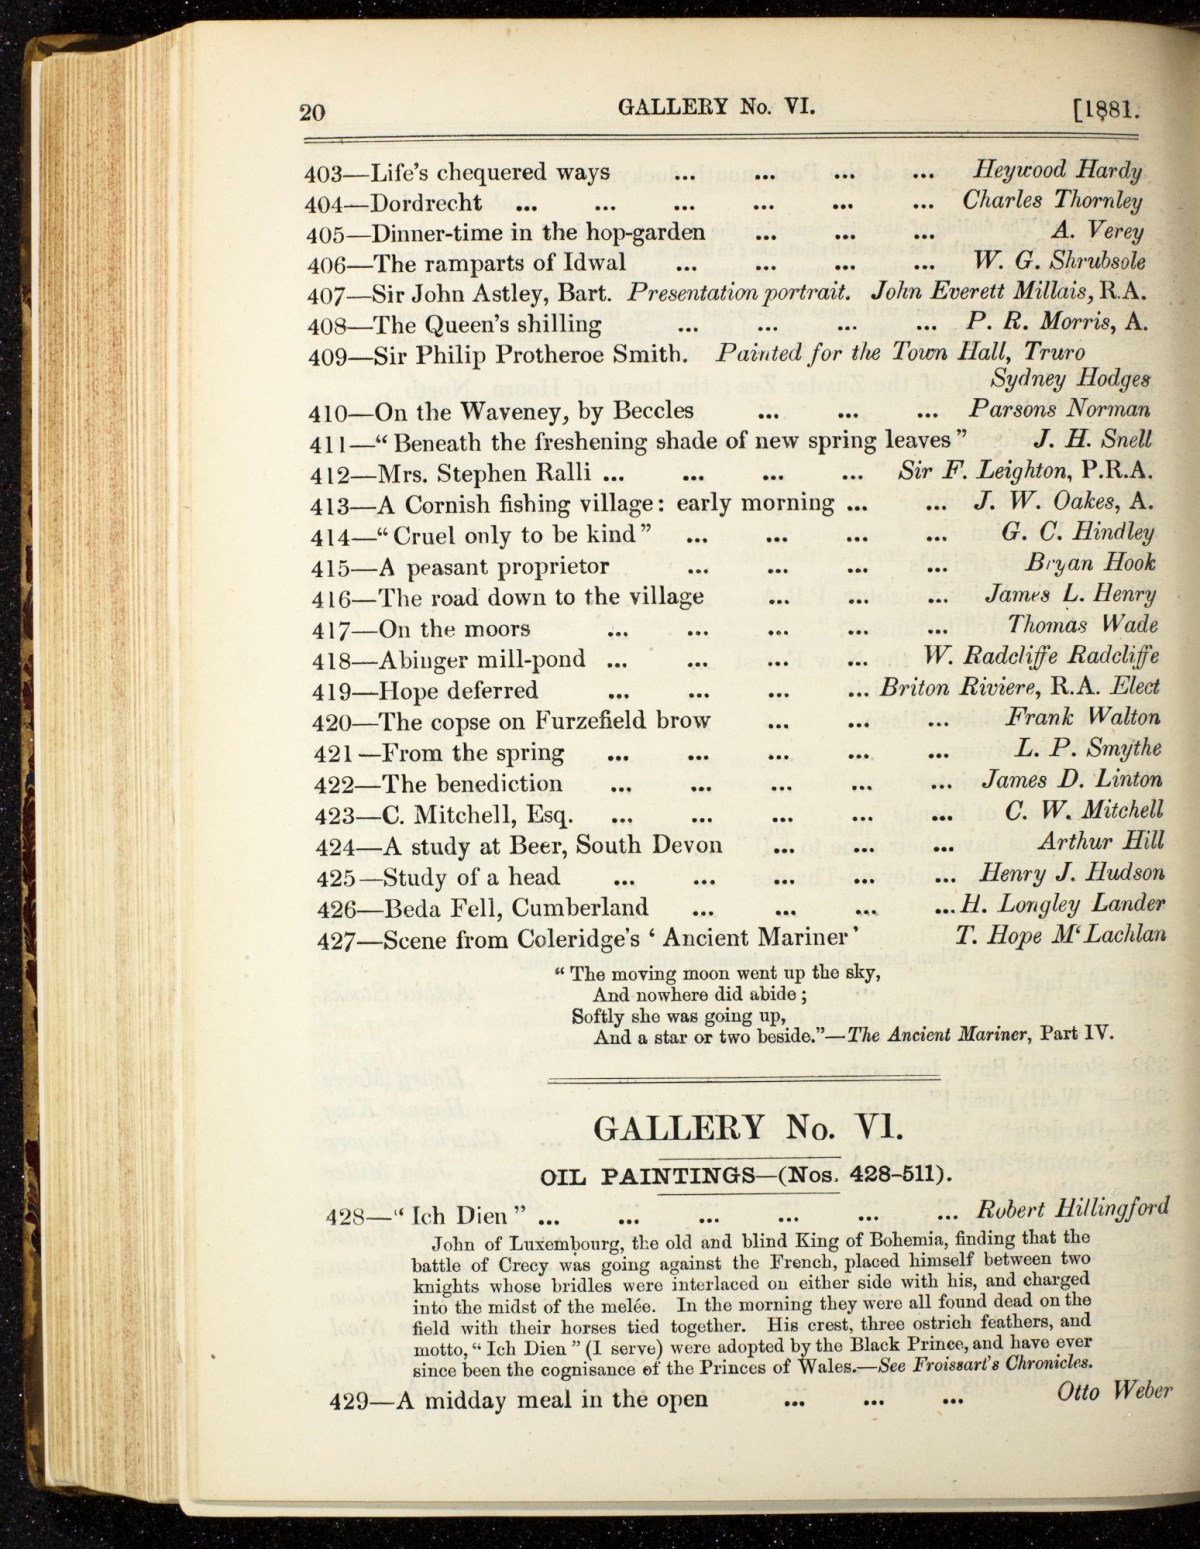 20 GALLERY No. VI. [1881.
403—Life's chequered ways ... ... ... ... Heywood Hardy
404—Dordrecht ... ... ... ... ... ... Charles Thornley
405—Dinner-time in the hop-garden ... ... ... A. Verey
406—The ramparts of Idwal ... ... ... ... W. G. Shrubsole
407—Sir John Astley, Bart. Presentation portrait. John Everett Millais, R.A.
408—The Queen's shilling ... ... ... ... P. R. Morris, A.
409—Sir Philip Protheroe Smith. Painted for the Town Hall, Truro
Sydney Hodges
410—On the Waveney, by Beccles ... ... ... Parsons Norman
411—“Beneath the freshening shade of new spring leaves” J. H. Snell
412—Mrs. Stephen Ralli ... ... ... ... Sir F. Leighton, P.R.A.
413—A Cornish fishing village: early morning ... ... J. W. Oakes, A.
414—“Cruel only to be kind” ... ... ... ... G. C. Hindley
415—A peasant proprietor ... ... ... ... Bryan Hook
416—The road down to the village ... ... ... James L. Henry
417—On the moors ... ... ... ... ... Thomas Wade
418—Abinger mill-pond ... ... ... ... W. Radcliffe Radcliffe
419—Hope deferred ... ... ... ... Briton Riviere, R.A. Elect
420—The copse on Furzefield brow ... ... ... Frank Walton
421—From the spring ... ... ... ... ... L. P. Smythe
422—The benediction ... ... ... ... ... James D. Linton
423—C. Mitchell, Esq. ... ... ... ... ... C. W. Mitchell
424—A study at Beer, South Devon ... ... ... Arthur Hill
425—Study of a head ... ... ... ... ... Henry J. Hudson
426—Beda Fell, Cumberland ... ... ... ... H. Longley Lander
427—Scene from Coleridge's ‘Ancient Mariner’ T. Hope M‘Lachlan
“The moving moon went up the sky,
And nowhere did abide;
Softly she was going up,
And a star or two beside.”—The Ancient Mariner, Part IV.
GALLERY No. VI.
OIL PAINTINGS—(Nos. 428-511).
428—“Ich Dien” ... ... ... ... ... ... Robert Hillingford
John of Luxembourg, the old and blind King of Bohemia, finding that the
battle of Crecy was going against the French, placed himself between two
knights whose bridles were interlaced on either side with his, and charged
into the midst of the melée. In the morning they were all found dead on the
field with their horses tied together. His crest, three ostrich feathers, and
motto, “Ich Dien” (I serve) were adopted by the Black Prince, and have ever
since been the cognisance of the Princes of Wales.—See Froissart's Chronicles.
429—A midday meal in the open ... ... ... Otto Weber